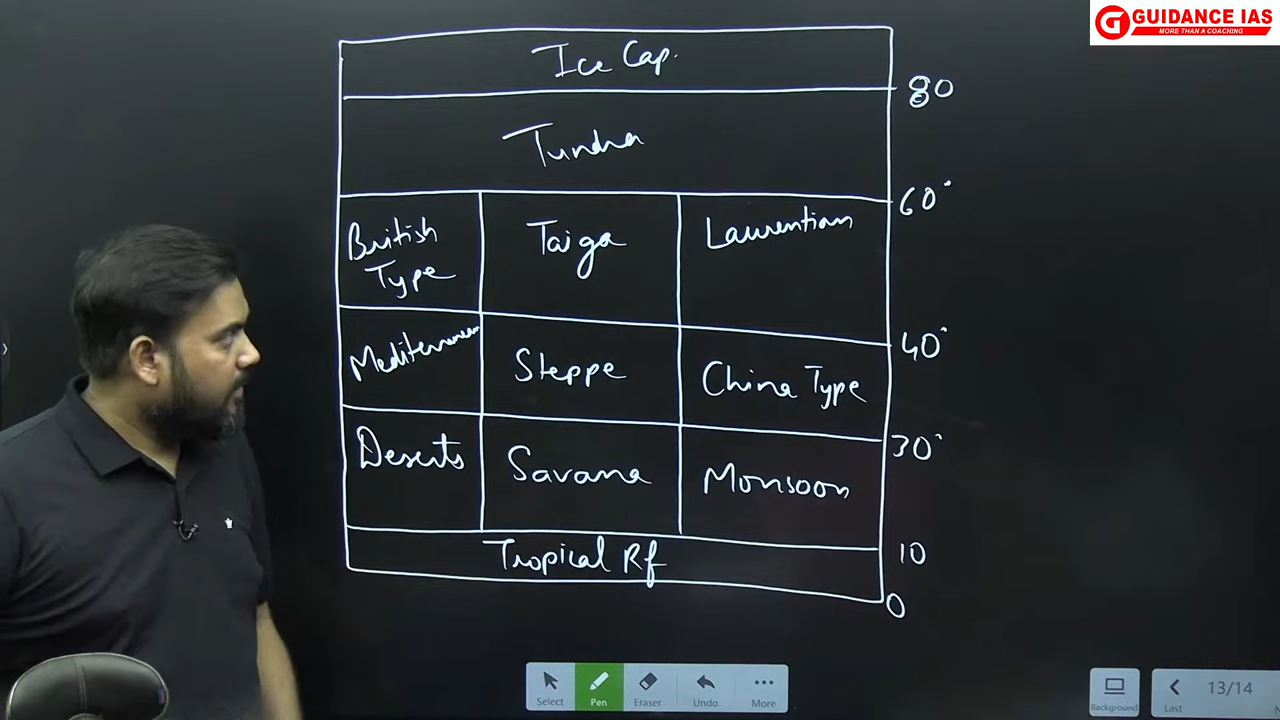 GUIDANCE IAS
MORE THAN A COACHING
Ice Cap.
80
Tundra
60°
British
Type
Taiga
Laurentian
40°
Mediterranean
Steppe
China Type
30°
Deserts
Savana
Monsoon
10
Tropical Rf
0
Select
Pen
Eraser
Undo
More
Background
Last
13/14